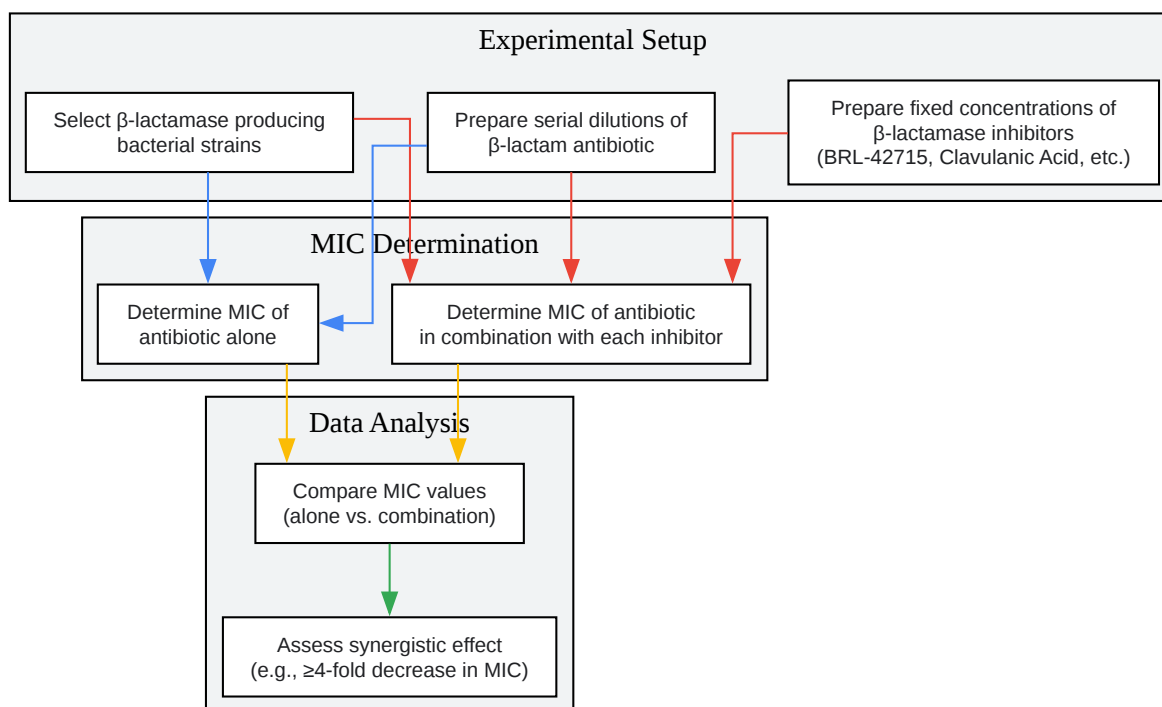 Experimental Setup
Select β-lactamase producing
bacterial strains
Prepare serial dilutions of
β-lactam antibiotic
Prepare fixed concentrations of
β-lactamase inhibitors
(BRL-42715, Clavulanic Acid, etc.)
MIC Determination
Determine MIC of
antibiotic alone
Determine MIC of antibiotic
in combination with each inhibitor
Data Analysis
Compare MIC values
(alone vs. combination)
Assess synergistic effect
(e.g., ≥4-fold decrease in MIC)